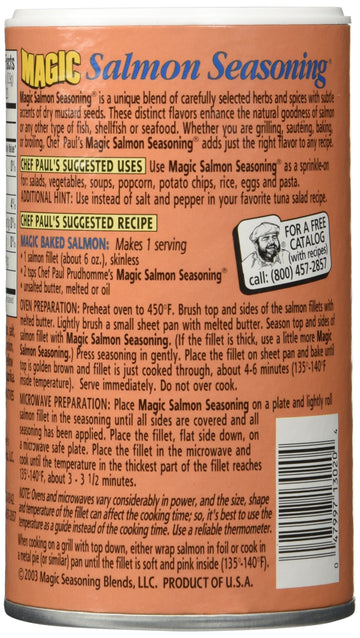 MAGIC Salmon Seasoning®
Magic Salmon Seasoning® is a unique blend of carefully selected herbs and spices with subtle
accents of dry mustard seeds. These distinct flavors enhance the natural goodness of salmon
or any other type of fish, shellfish or seafood. Whether you are grilling, sautéing, baking,
or broiling, Chef Paul's Magic Salmon Seasoning® adds just the right flavor to any recipe.
CHEF PAUL'S SUGGESTED USES Use Magic Salmon Seasoning® as a sprinkle-on
for: salads, vegetables, soups, popcorn, potato chips, rice, eggs and pasta.
ADDITIONAL HINT: Use instead of salt and pepper in your favorite tuna salad recipe.
CHEF PAUL'S SUGGESTED RECIPE
MAGIC BAKED SALMON: Makes 1 serving
• 1 salmon fillet (about 6 oz.), skinless
• 2 tsps Chef Paul Prudhomme's Magic Salmon Seasoning®
• unsalted butter, melted or oil
FOR A FREE
CATALOG
(with recipes)
call: (800) 457-2857
OVEN PREPARATION: Preheat oven to 450°F. Brush top and sides of the salmon fillets with
melted butter. Lightly brush a small sheet pan with melted butter. Season top and sides of
salmon fillet with Magic Salmon Seasoning. (If the fillet is thick, use a little more Magic
Salmon Seasoning.) Press seasoning in gently. Place the fillet on sheet pan and bake until
top is golden brown and fillet is just cooked through, about 4-6 minutes (135°-140°F
inside temperature). Serve immediately. Do not over cook.
MICROWAVE PREPARATION: Place Magic Salmon Seasoning on a plate and lightly roll
salmon fillet in the seasoning until all sides are covered and all
seasoning has been applied. Place the fillet, flat side down, on
a microwave safe plate. Place the fillet in the microwave and
cook until the temperature in the thickest part of the fillet reaches
135°-140°F, about 3 - 3 1/2 minutes.
NOTE: Ovens and microwaves vary considerably in power, and the size, shape
and temperature of the fillet can affect the cooking time; so, it's best to use the
temperature as a guide instead of the cooking time. Use a reliable thermometer.
When cooking on a grill with top down, either wrap salmon in foil or cook in
a metal pie (or similar) pan until the fillet is soft and pink inside (135°-140°F).
©2003 Magic Seasoning Blends, LLC. PRODUCT OF U.S.A.
0 47997 13020 4